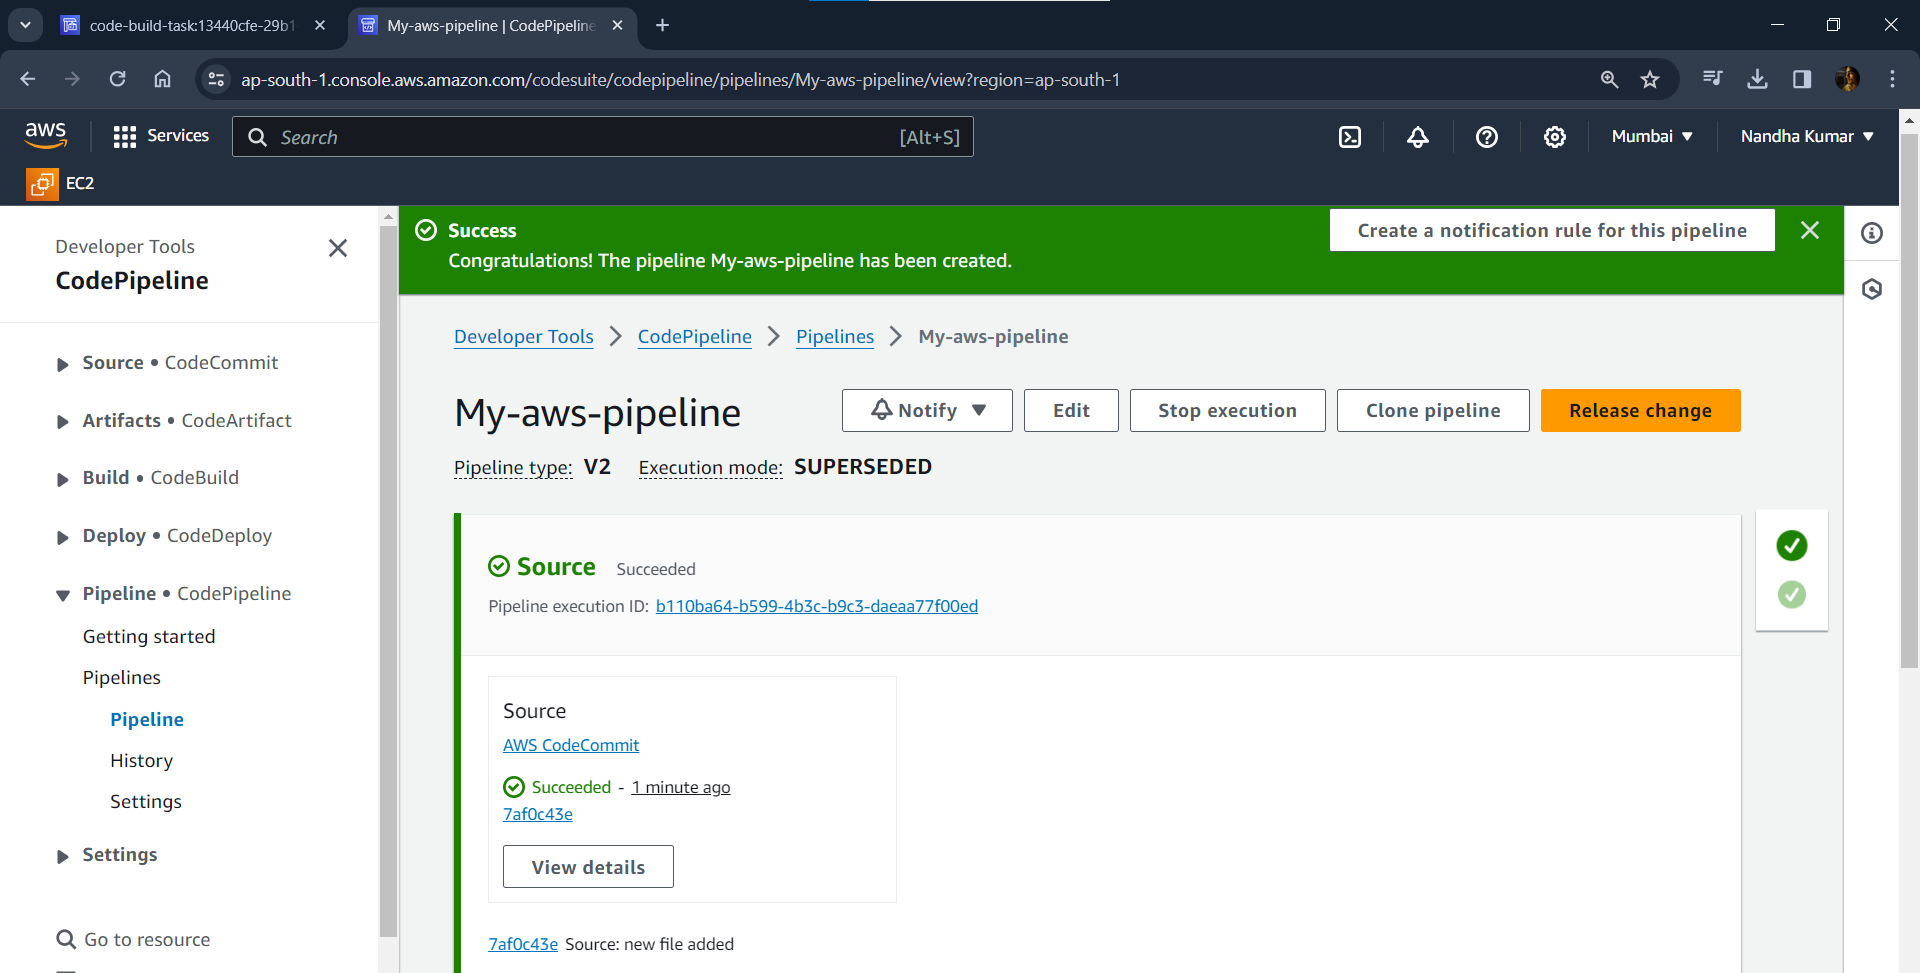 code-build-task:13440cfe-29b1
My-aws-pipeline | CodePipeline
ap-south-1.console.aws.amazon.com/codesuite/codepipeline/pipelines/My-aws-pipeline/view?region=ap-south-1
aws
Services
Search
[Alt+S]
Mumbai
Nandha Kumar
EC2
Developer Tools
CodePipeline
Source • CodeCommit
Artifacts • CodeArtifact
Build • CodeBuild
Deploy • CodeDeploy
Pipeline • CodePipeline
Getting started
Pipelines
Pipeline
History
Settings
Settings
Go to resource
Success
Congratulations! The pipeline My-aws-pipeline has been created.
Create a notification rule for this pipeline
Developer Tools > CodePipeline > Pipelines > My-aws-pipeline
My-aws-pipeline
Notify
Edit
Stop execution
Clone pipeline
Release change
Pipeline type: V2 Execution mode: SUPERSEDED
Source Succeeded
Pipeline execution ID: b110ba64-b599-4b3c-b9c3-daeaa77f00ed
Source
AWS CodeCommit
Succeeded - 1 minute ago
7af0c43e
View details
7af0c43e Source: new file added